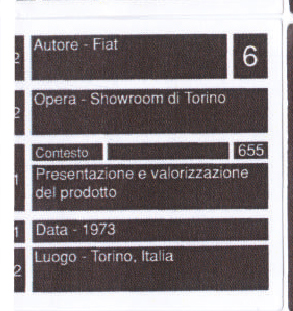 Autore - Fiat
6
2
Opera - Showroom di Torino
2
Contesto
655
1
Presentazione e valorizzazione
del prodotto
1
Data - 1973
2
Luogo - Torino, Italia